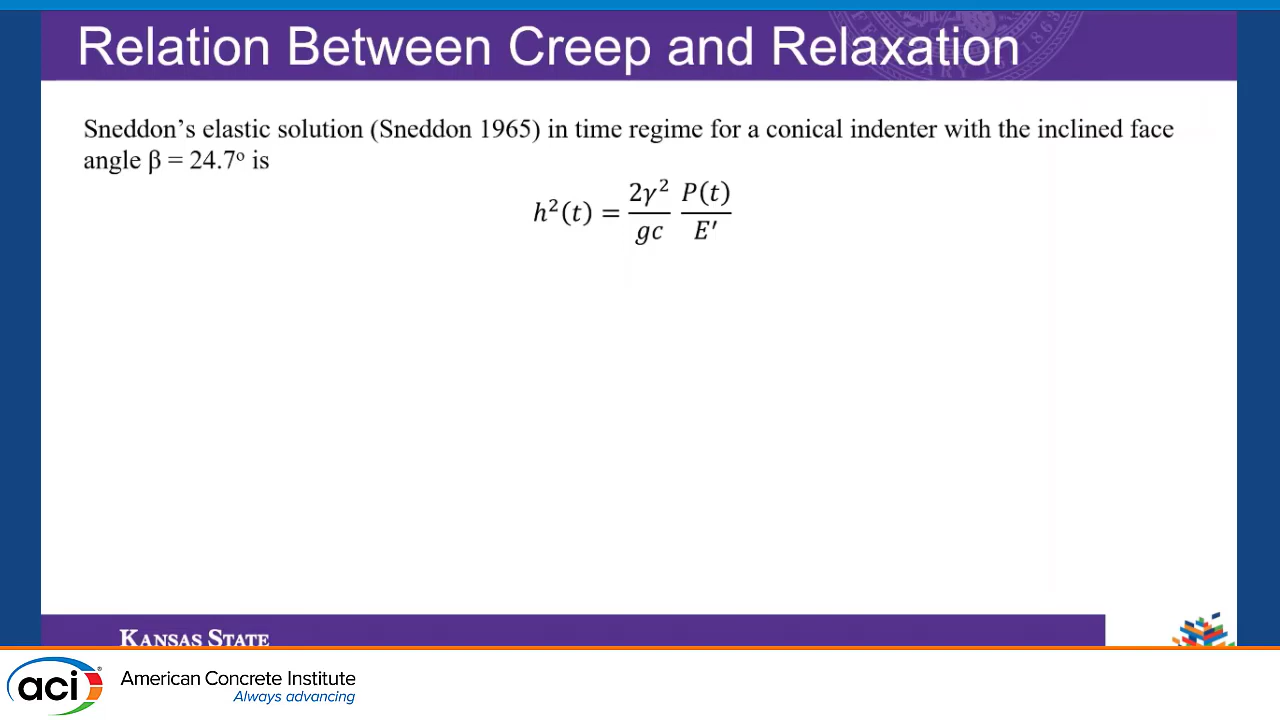 Relation Between Creep and Relaxation
Sneddon's elastic solution (Sneddon 1965) in time regime for a conical indenter with the inclined face
angle β = 24.7° is
h²(t) = 2γ²/gc P(t)/E′
KANSAS STATE
aci® American Concrete Institute
Always advancing